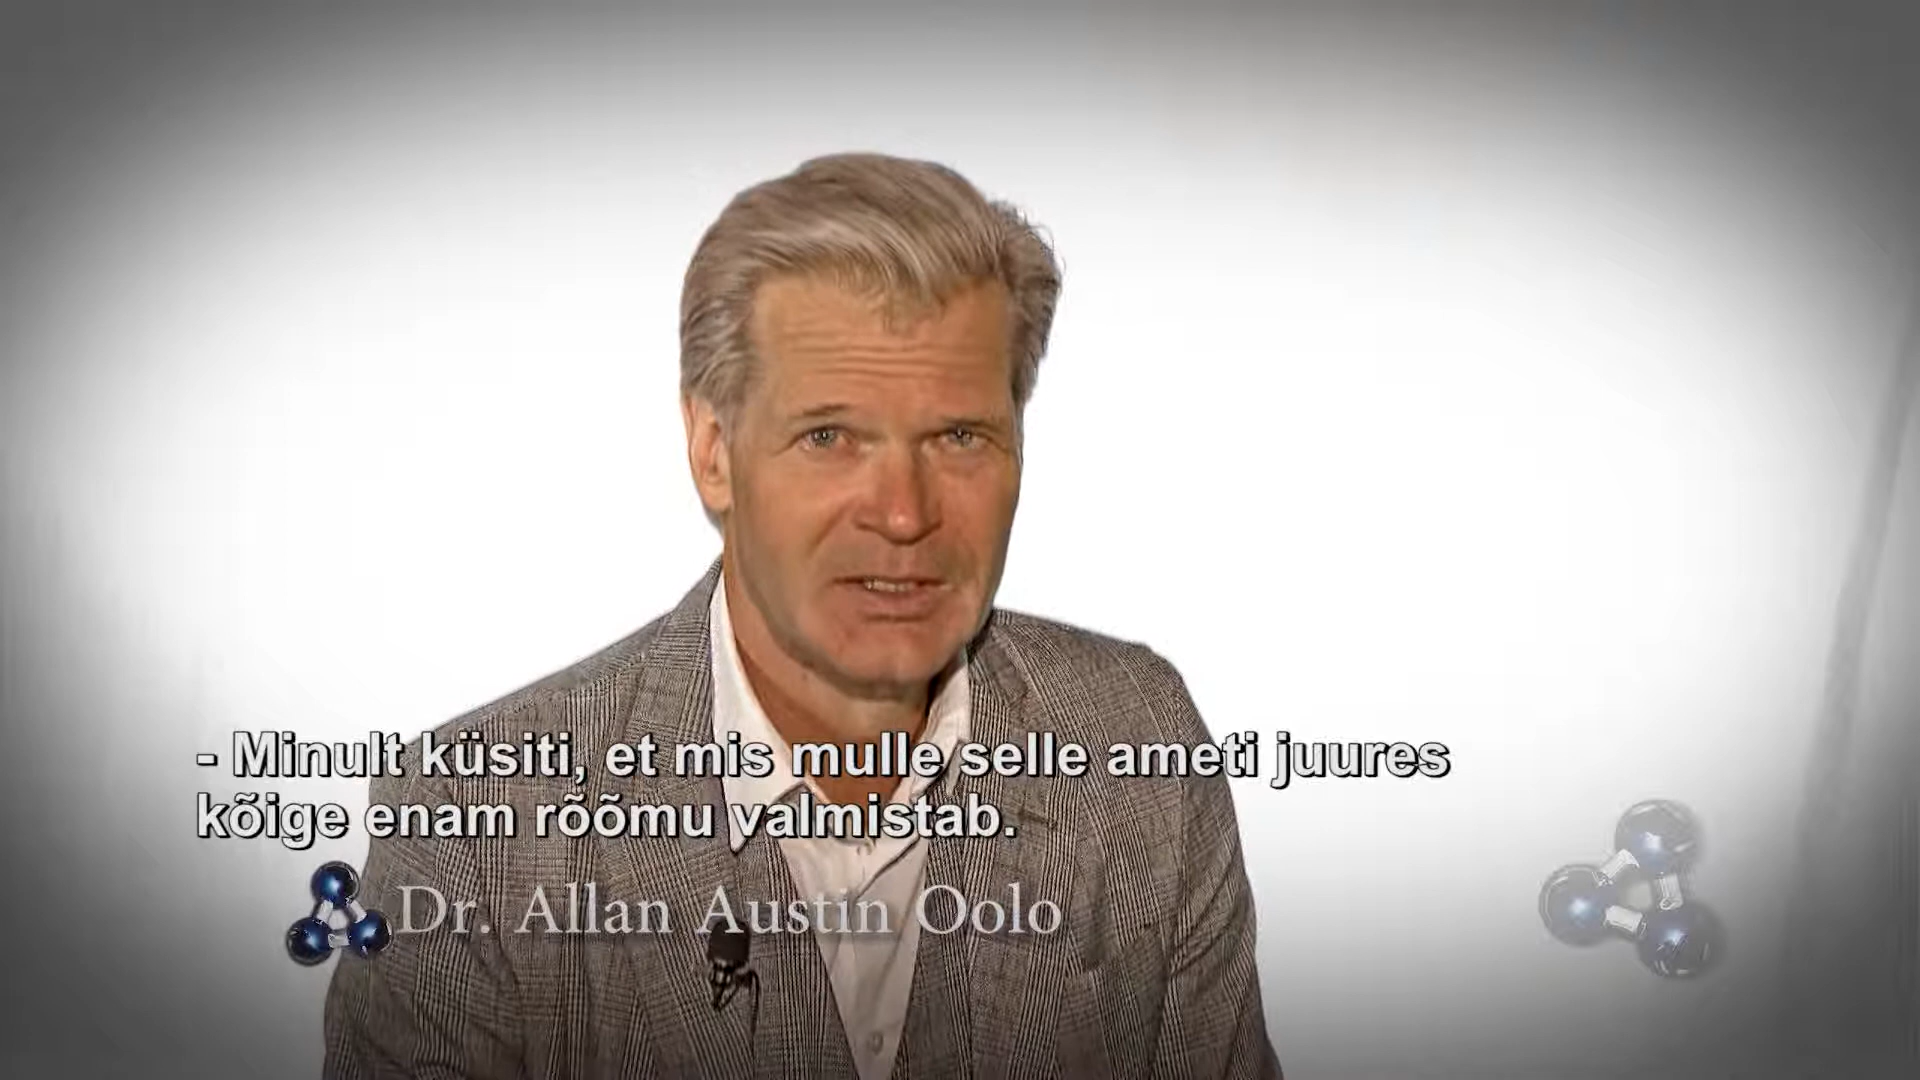 - Minult küsiti, et mis mulle selle ameti juures
kõige enam rõõmu valmistab.
Dr. Allan Austin Oolo